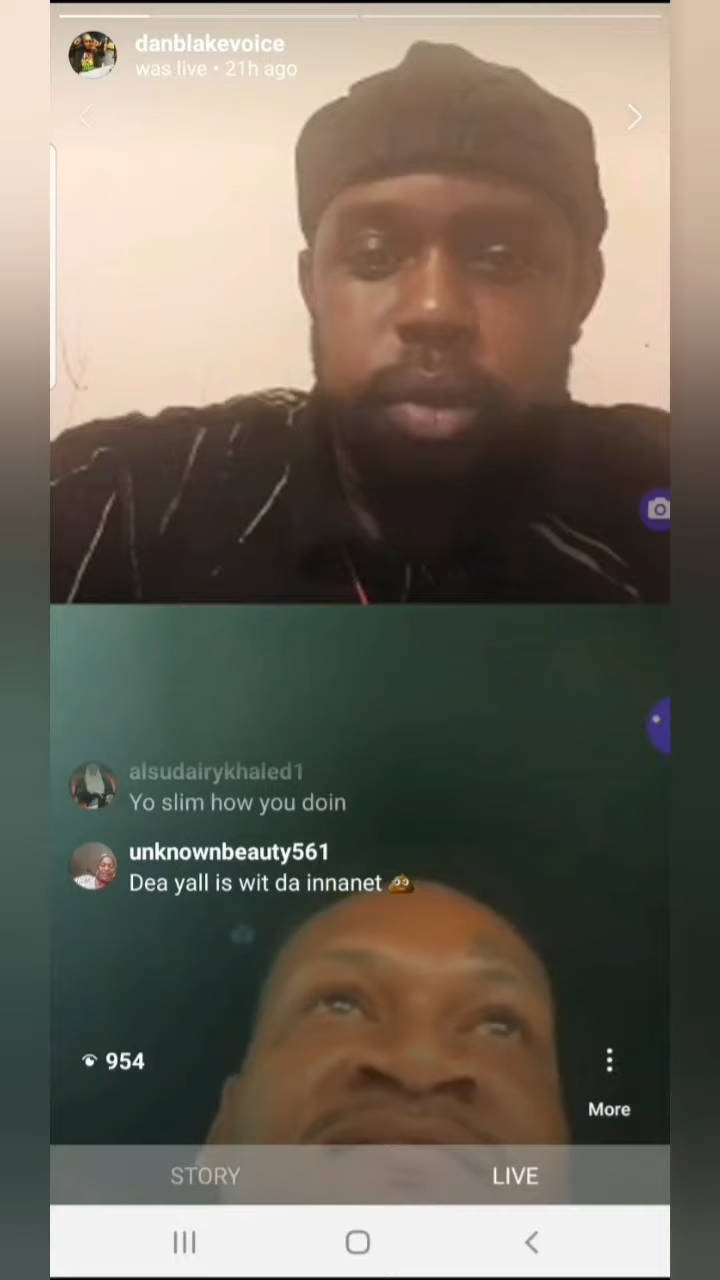 danblakevoice
was live • 21h ago
alsudairykhaled1
Yo slim how you doin
unknownbeauty561
Dea yall is wit da innanet 💩
954
More
STORY
LIVE